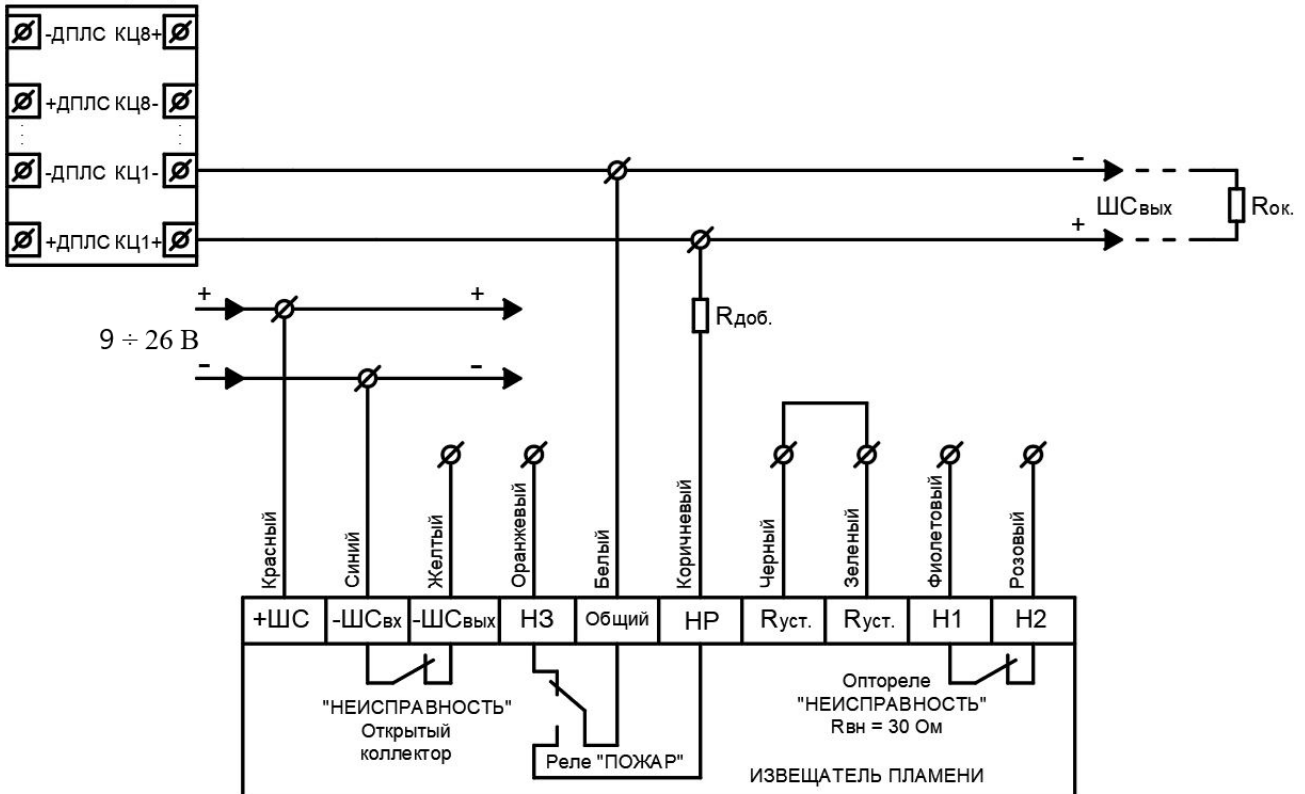 -ДПЛС КЦ8+
+ДПЛС КЦ8-
-ДПЛС КЦ1-
+ДПЛС КЦ1+
-
ШСвых
+
Rок.
+ +
9 ÷ 26 В
- -
Rдоб.
Красный
Синий
Желтый
Оранжевый
Белый
Коричневый
Черный
Зеленый
Фиолетовый
Розовый
+ШС -ШСвх -ШСвых НЗ Общий НР Rуст. Rуст. Н1 Н2
"НЕИСПРАВНОСТЬ"
Открытый
коллектор
Реле "ПОЖАР"
Оптореле
"НЕИСПРАВНОСТЬ"
Rвн = 30 Ом
ИЗВЕЩАТЕЛЬ ПЛАМЕНИ